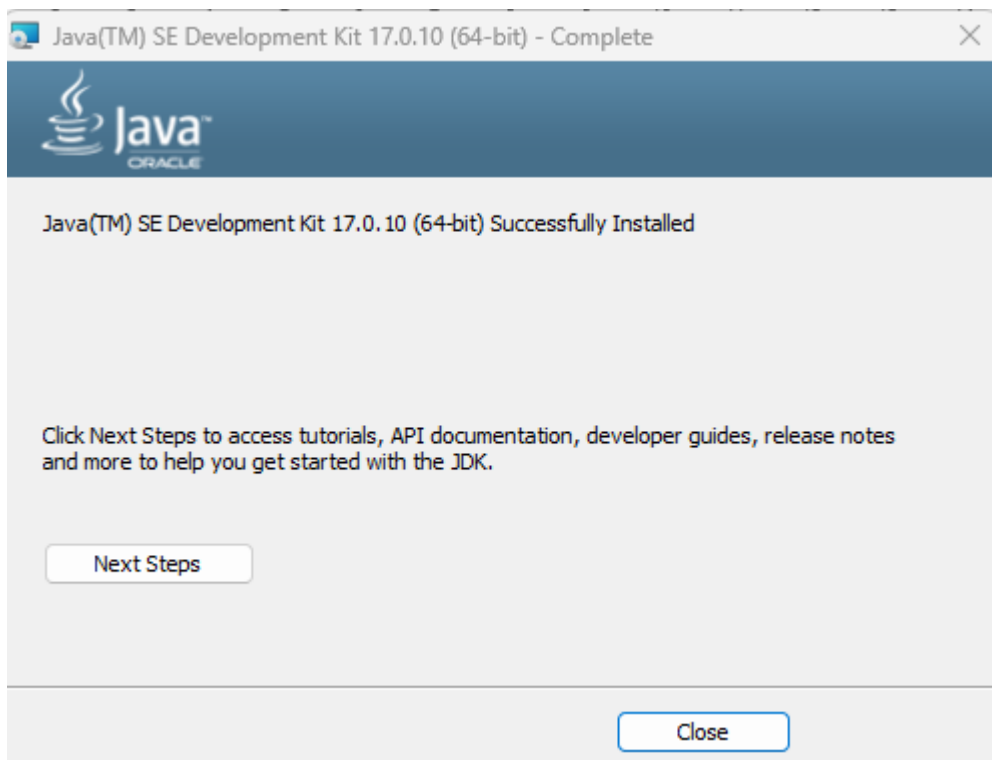 Java(TM) SE Development Kit 17.0.10 (64-bit) - Complete
Java™
ORACLE
Java(TM) SE Development Kit 17.0.10 (64-bit) Successfully Installed
Click Next Steps to access tutorials, API documentation, developer guides, release notes
and more to help you get started with the JDK.
Next Steps
Close